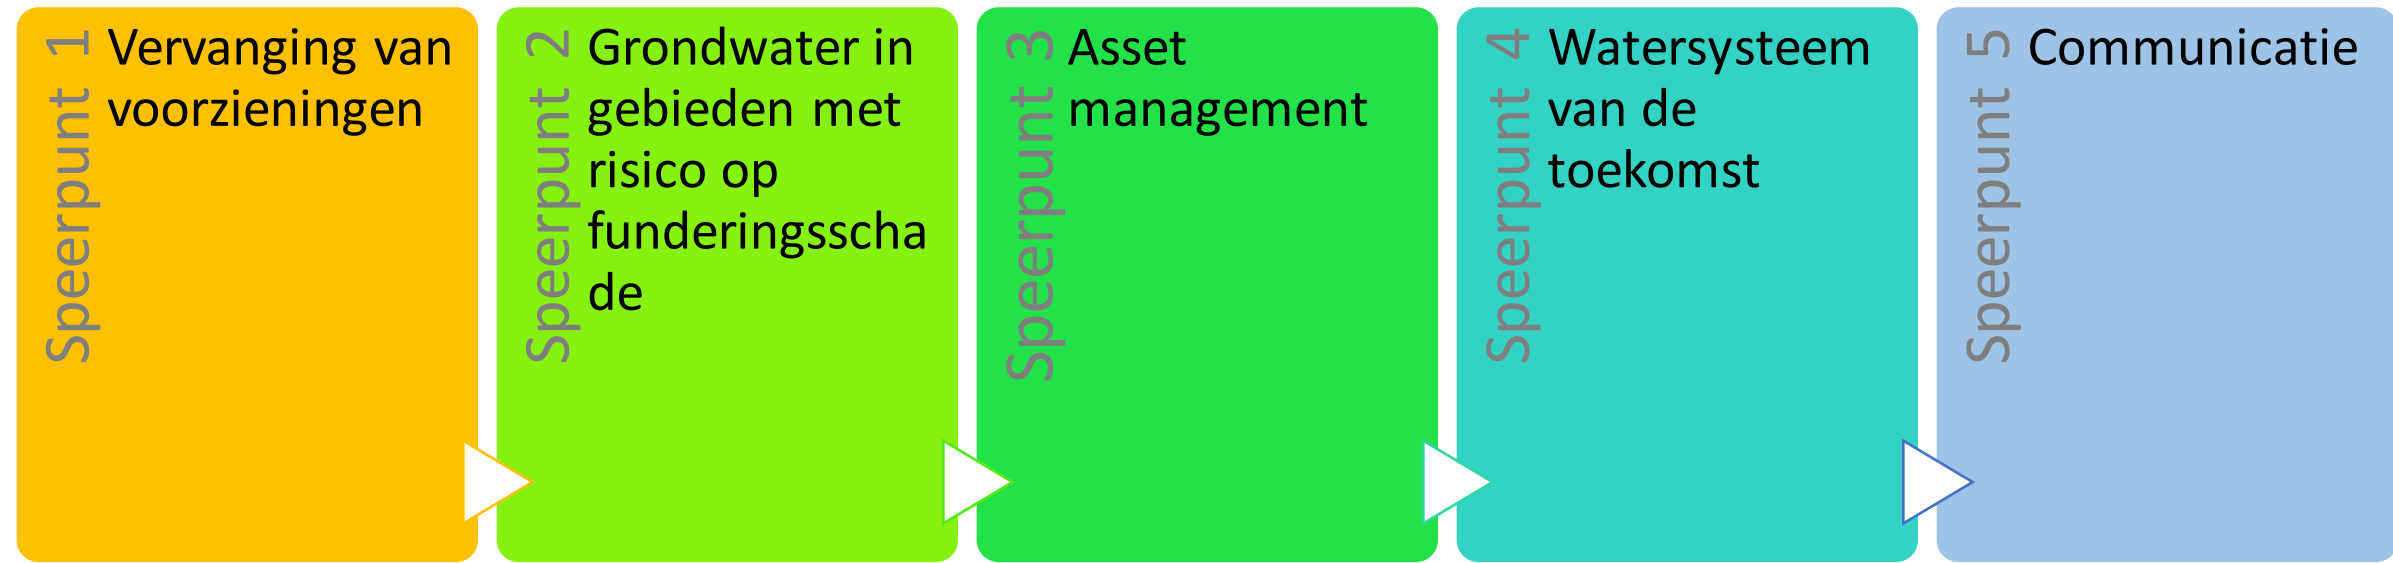 Speerpunt 1
Vervanging van
voorzieningen
Speerpunt 2
Grondwater in
gebieden met
risico op
funderingsscha
de
Speerpunt 3
Asset
management
Speerpunt 4
Watersysteem
van de
toekomst
Speerpunt 5
Communicatie